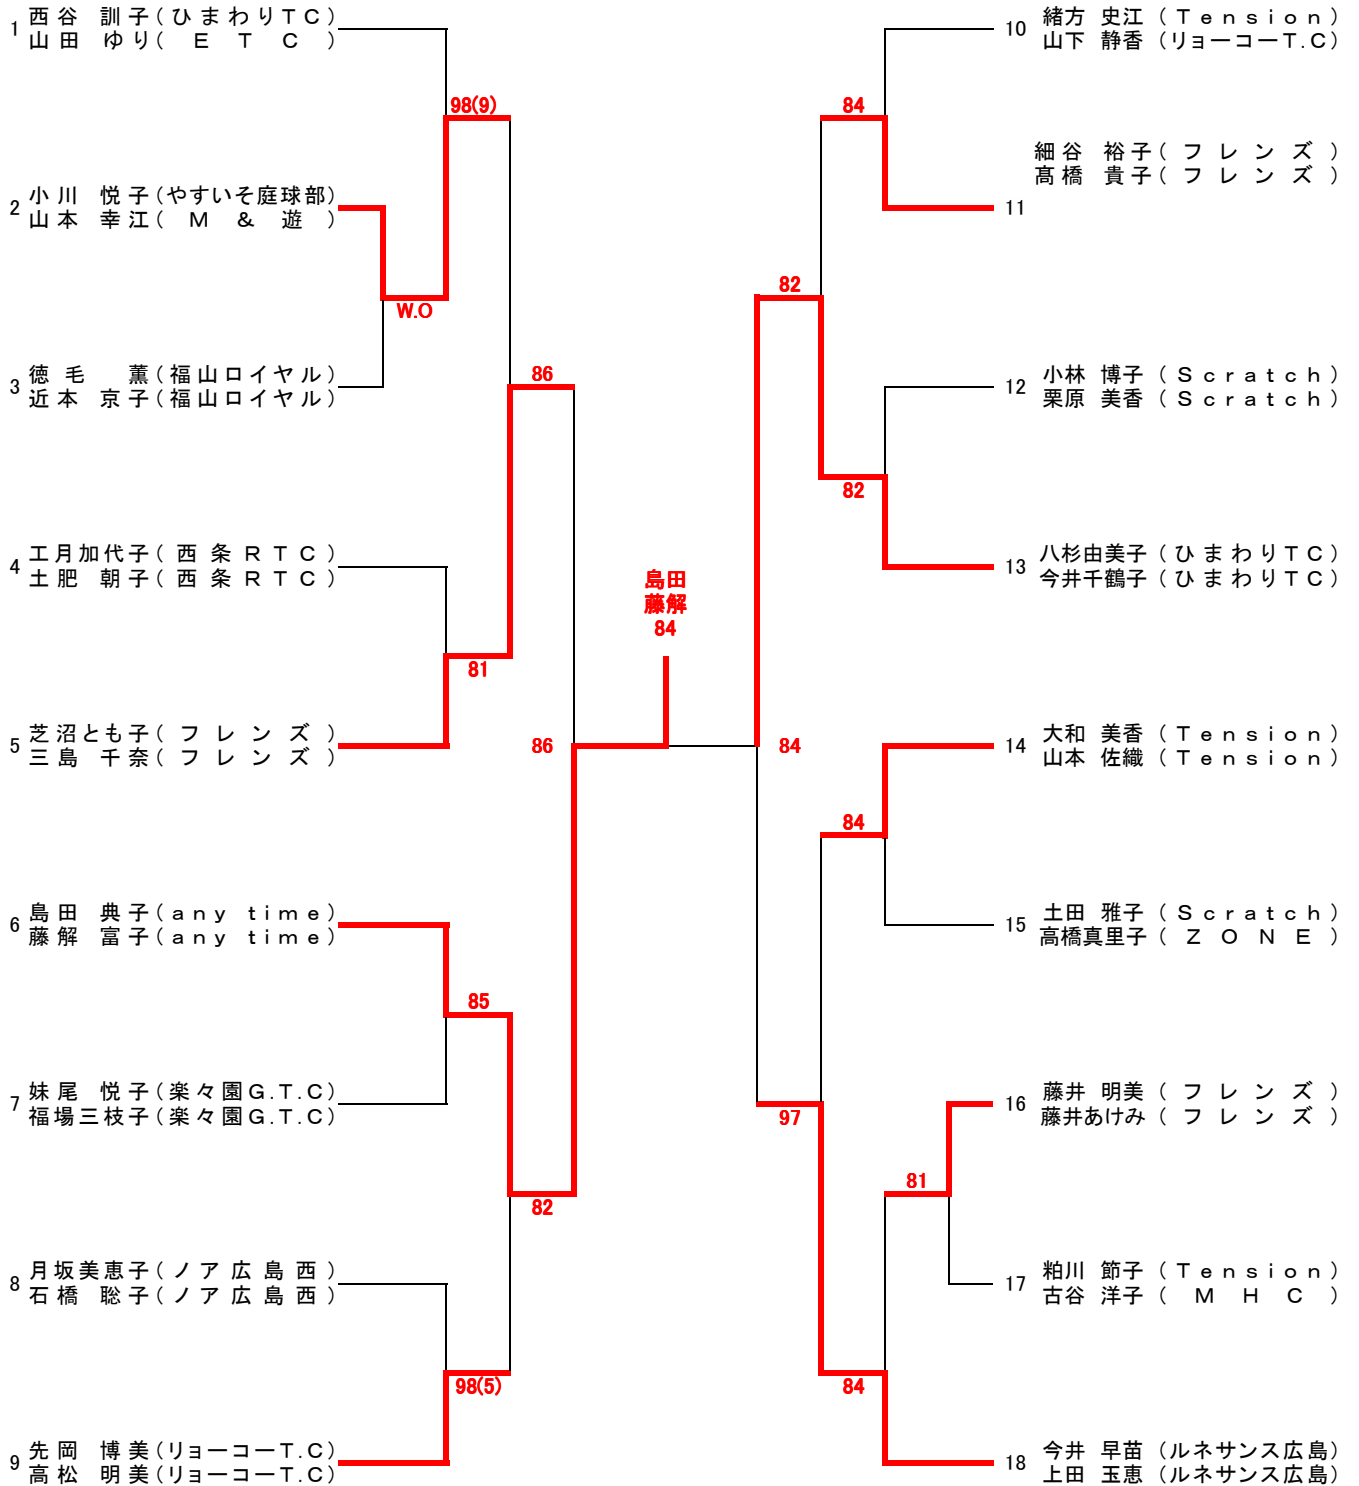 1 西谷 訓子(ひまわりTC)
山田 ゆり(ETC)
98(9)
2 小川 悦子(やすいそ庭球部)
山本 幸江(M&遊)
W.O
3 徳毛 薫(福山ロイヤル)
近本 京子(福山ロイヤル)
86
4 工月加代子(西条RTC)
土肥 朝子(西条RTC)
81
5 芝沼とも子(フレンズ)
三島 千奈(フレンズ)
86
6 島田 典子(any time)
藤解 富子(any time)
85
7 妹尾 悦子(楽々園G.T.C)
福場三枝子(楽々園G.T.C)
82
8 月坂美恵子(ノア広島西)
石橋 聡子(ノア広島西)
98(5)
9 先岡 博美(リョーコーT.C)
高松 明美(リョーコーT.C)
島田
藤解
84
10 緒方 史江(Tension)
山下 静香(リョーコーT.C)
84
細谷 裕子(フレンズ)
髙橋 貴子(フレンズ)
11
82
12 小林 博子(Scratch)
栗原 美香(Scratch)
82
13 八杉由美子(ひまわりTC)
今井千鶴子(ひまわりTC)
84
14 大和 美香(Tension)
山本 佐織(Tension)
84
15 土田 雅子(Scratch)
高橋真里子(ZONE)
97
16 藤井 明美(フレンズ)
藤井あけみ(フレンズ)
81
17 粕川 節子(Tension)
古谷 洋子(MHC)
84
18 今井 早苗(ルネサンス広島)
上田 玉恵(ルネサンス広島)